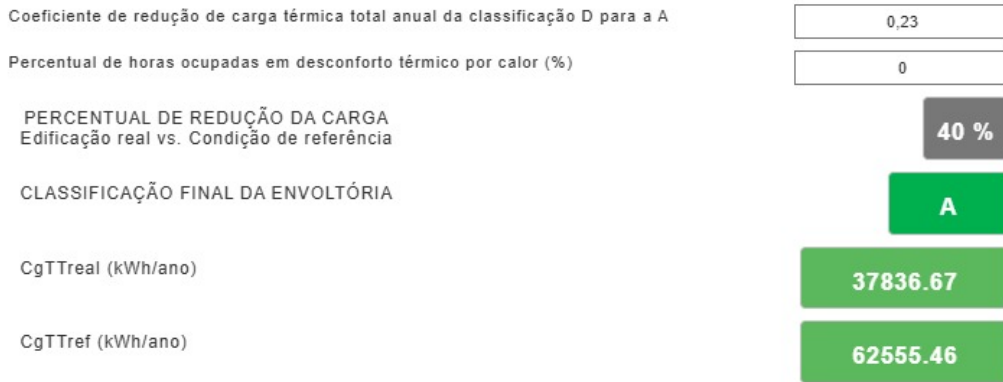 Coeficiente de redução de carga térmica total anual da classificação D para a A 0,23
Percentual de horas ocupadas em desconforto térmico por calor (%) 0
PERCENTUAL DE REDUÇÃO DA CARGA
Edificação real vs. Condição de referência 40 %
CLASSIFICAÇÃO FINAL DA ENVOLTÓRIA A
CgTTreal (kWh/ano) 37836.67
CgTTref (kWh/ano) 62555.46